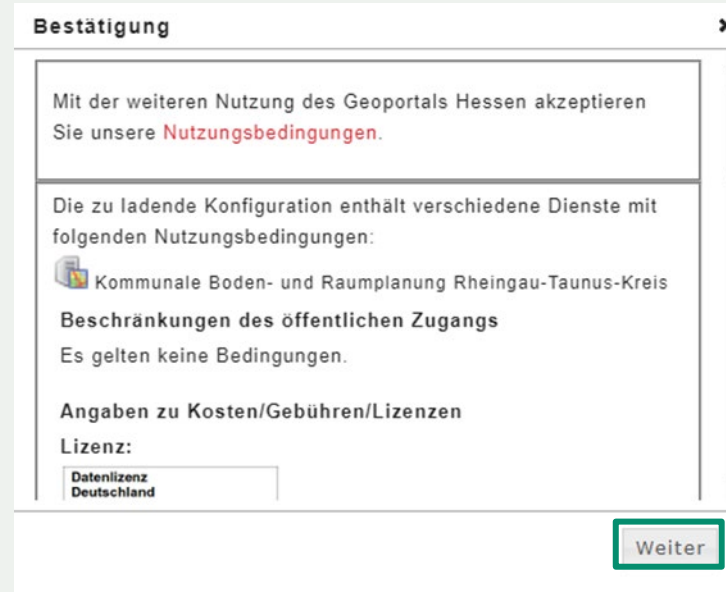 Bestätigung
Mit der weiteren Nutzung des Geoportals Hessen akzeptieren
Sie unsere Nutzungsbedingungen.
Die zu ladende Konfiguration enthält verschiedene Dienste mit
folgenden Nutzungsbedingungen:
Kommunale Boden- und Raumplanung Rheingau-Taunus-Kreis
Beschränkungen des öffentlichen Zugangs
Es gelten keine Bedingungen.
Angaben zu Kosten/Gebühren/Lizenzen
Lizenz:
Datenlizenz
Deutschland
Weiter